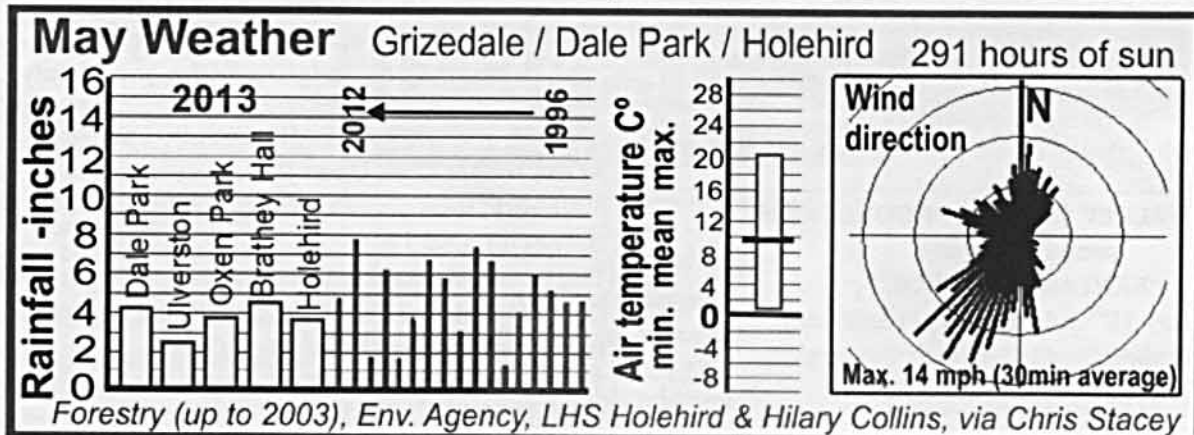 May Weather Grizedale / Dale Park / Holehird 291 hours of sun
Rainfall -inches
16
14
12
10
8
6
4
2
0
2013
Dale Park
Ulverston
Oxen Park
Brathey Hall
Holehird
2012
1996
Air temperature Cº
min. mean max.
28
24
20
16
12
8
4
0
-4
-8
Wind
direction
N
Max. 14 mph (30min average)
Forestry (up to 2003), Env. Agency, LHS Holehird & Hilary Collins, via Chris Stacey